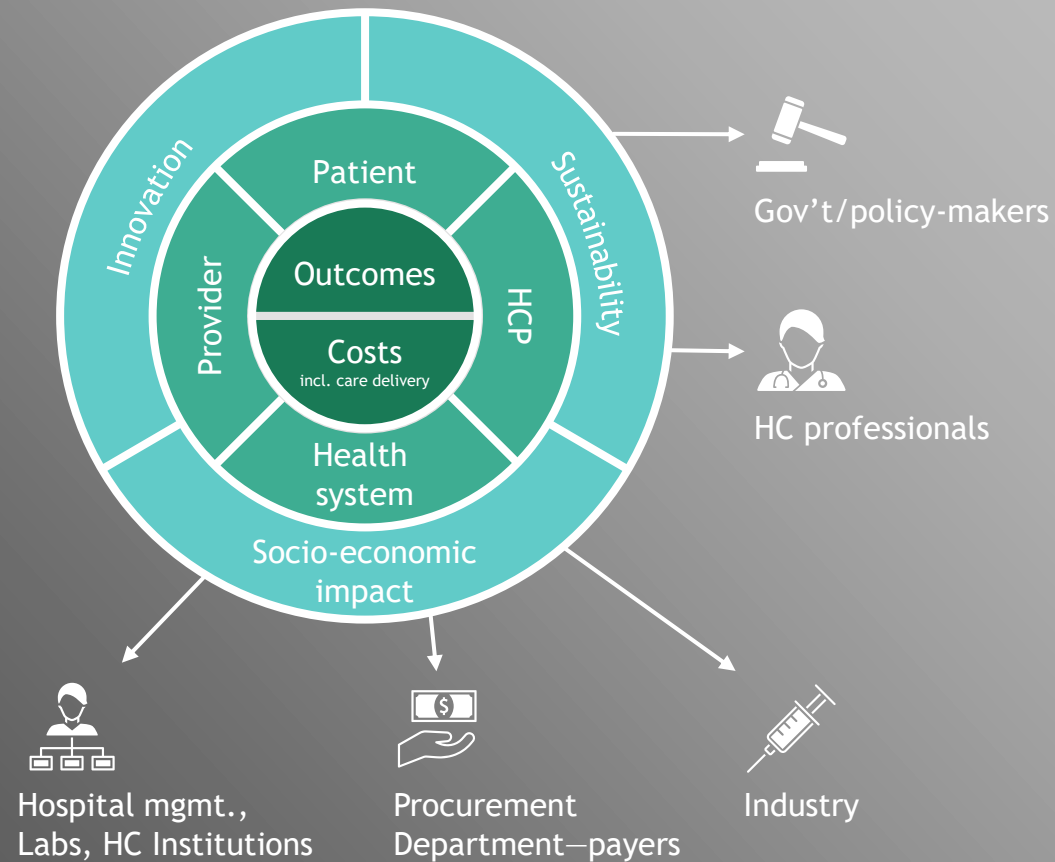 Innovation
Sustainability
Patient
Provider
HCP
Outcomes
Costs
incl. care delivery
Health
system
Socio-economic
impact
Gov’t/policy-makers
HC professionals
$
Hospital mgmt.,
Labs, HC Institutions
Procurement
Department—payers
Industry